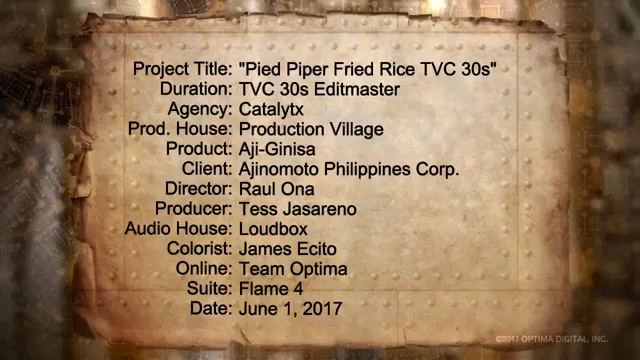 Project Title: "Pied Piper Fried Rice TVC 30s"
Duration: TVC 30s Editmaster
Agency: Catalytx
Prod. House: Production Village
Product: Aji-Ginisa
Client: Ajinomoto Philippines Corp.
Director: Raul Ona
Producer: Tess Jasareno
Audio House: Loudbox
Colorist: James Ecito
Online: Team Optima
Suite: Flame 4
Date: June 1, 2017
©2017 OPTIMA DIGITAL, INC.